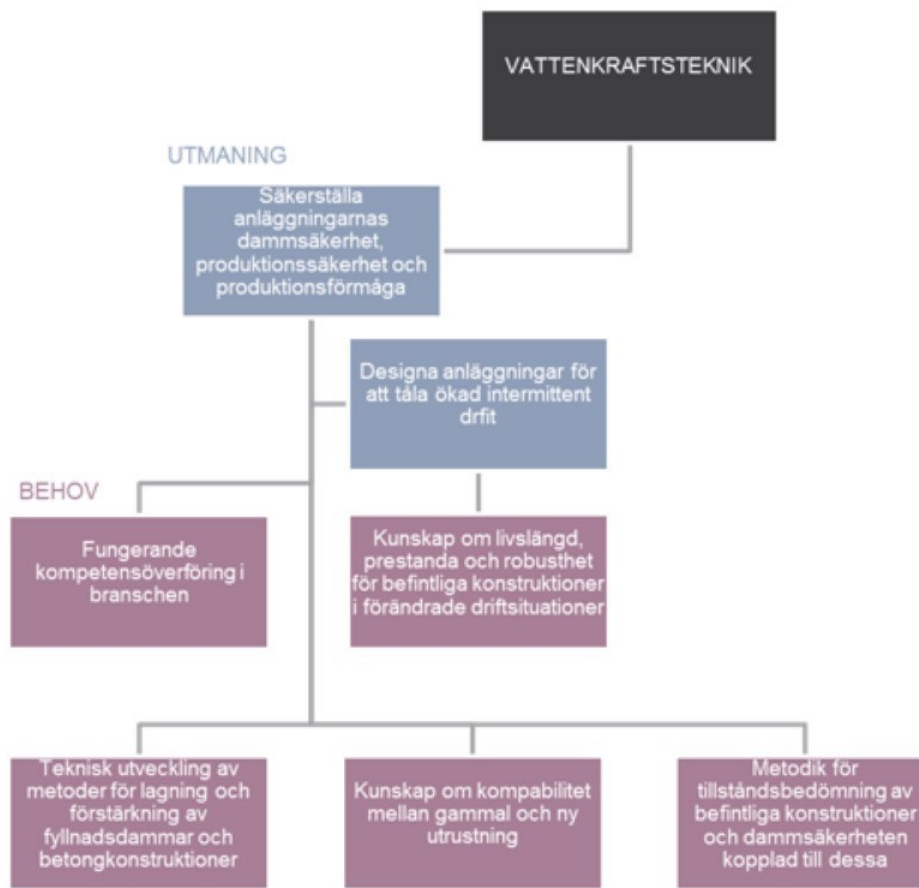 VATTENKRAFTSTEKNIK
UTMANING
Säkerställa
anläggningarnas
dammsäkerhet,
produktionssäkerhet och
produktionsförmåga
Designa anläggningar för
att tåla ökad intermittent
drfit
BEHOV
Fungerande
kompetensöverföring i
branschen
Kunskap om livslängd,
prestanda och robusthet
för befintliga konstruktioner
i förändrade driftsituationer
Teknisk utveckling av
metoder för lagning och
förstärkning av
fyllnadsdammar och
betongkonstruktioner
Kunskap om kompabilitet
mellan gammal och ny
utrustning
Metodik för
tillståndsbedömning av
befintliga konstruktioner
och dammsäkerheten
kopplad till dessa